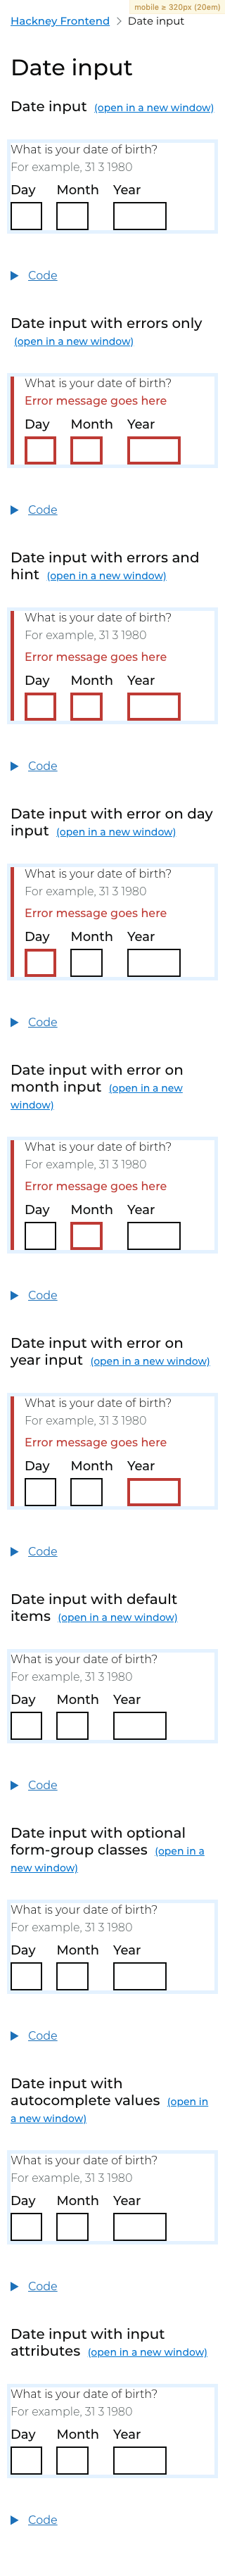 mobile ≥ 320px (20em)
Hackney Frontend > Date input
Date input
Date input (open in a new window)
What is your date of birth?
For example, 31 3 1980
Day Month Year
Code
Date input with errors only
(open in a new window)
What is your date of birth?
Error message goes here
Day Month Year
Code
Date input with errors and
hint (open in a new window)
What is your date of birth?
For example, 31 3 1980
Error message goes here
Day Month Year
Code
Date input with error on day
input (open in a new window)
What is your date of birth?
For example, 31 3 1980
Error message goes here
Day Month Year
Code
Date input with error on
month input (open in a new
window)
What is your date of birth?
For example, 31 3 1980
Error message goes here
Day Month Year
Code
Date input with error on
year input (open in a new window)
What is your date of birth?
For example, 31 3 1980
Error message goes here
Day Month Year
Code
Date input with default
items (open in a new window)
What is your date of birth?
For example, 31 3 1980
Day Month Year
Code
Date input with optional
form-group classes (open in a
new window)
What is your date of birth?
For example, 31 3 1980
Day Month Year
Code
Date input with
autocomplete values (open in
a new window)
What is your date of birth?
For example, 31 3 1980
Day Month Year
Code
Date input with input
attributes (open in a new window)
What is your date of birth?
For example, 31 3 1980
Day Month Year
Code